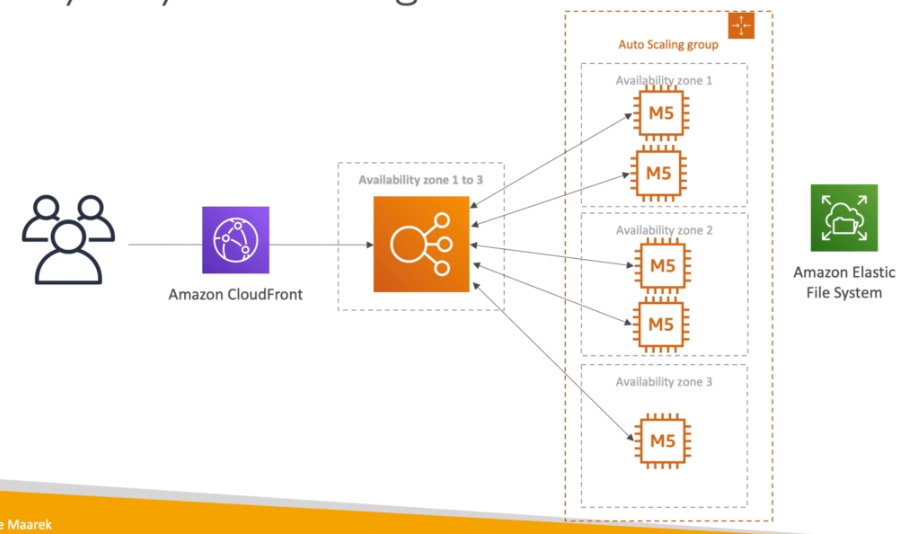 Auto Scaling group
Availability zone 1
M5
M5
Availability zone 1 to 3
Availability zone 2
M5
M5
Amazon CloudFront
Amazon Elastic
File System
Availability zone 3
M5
Maarek